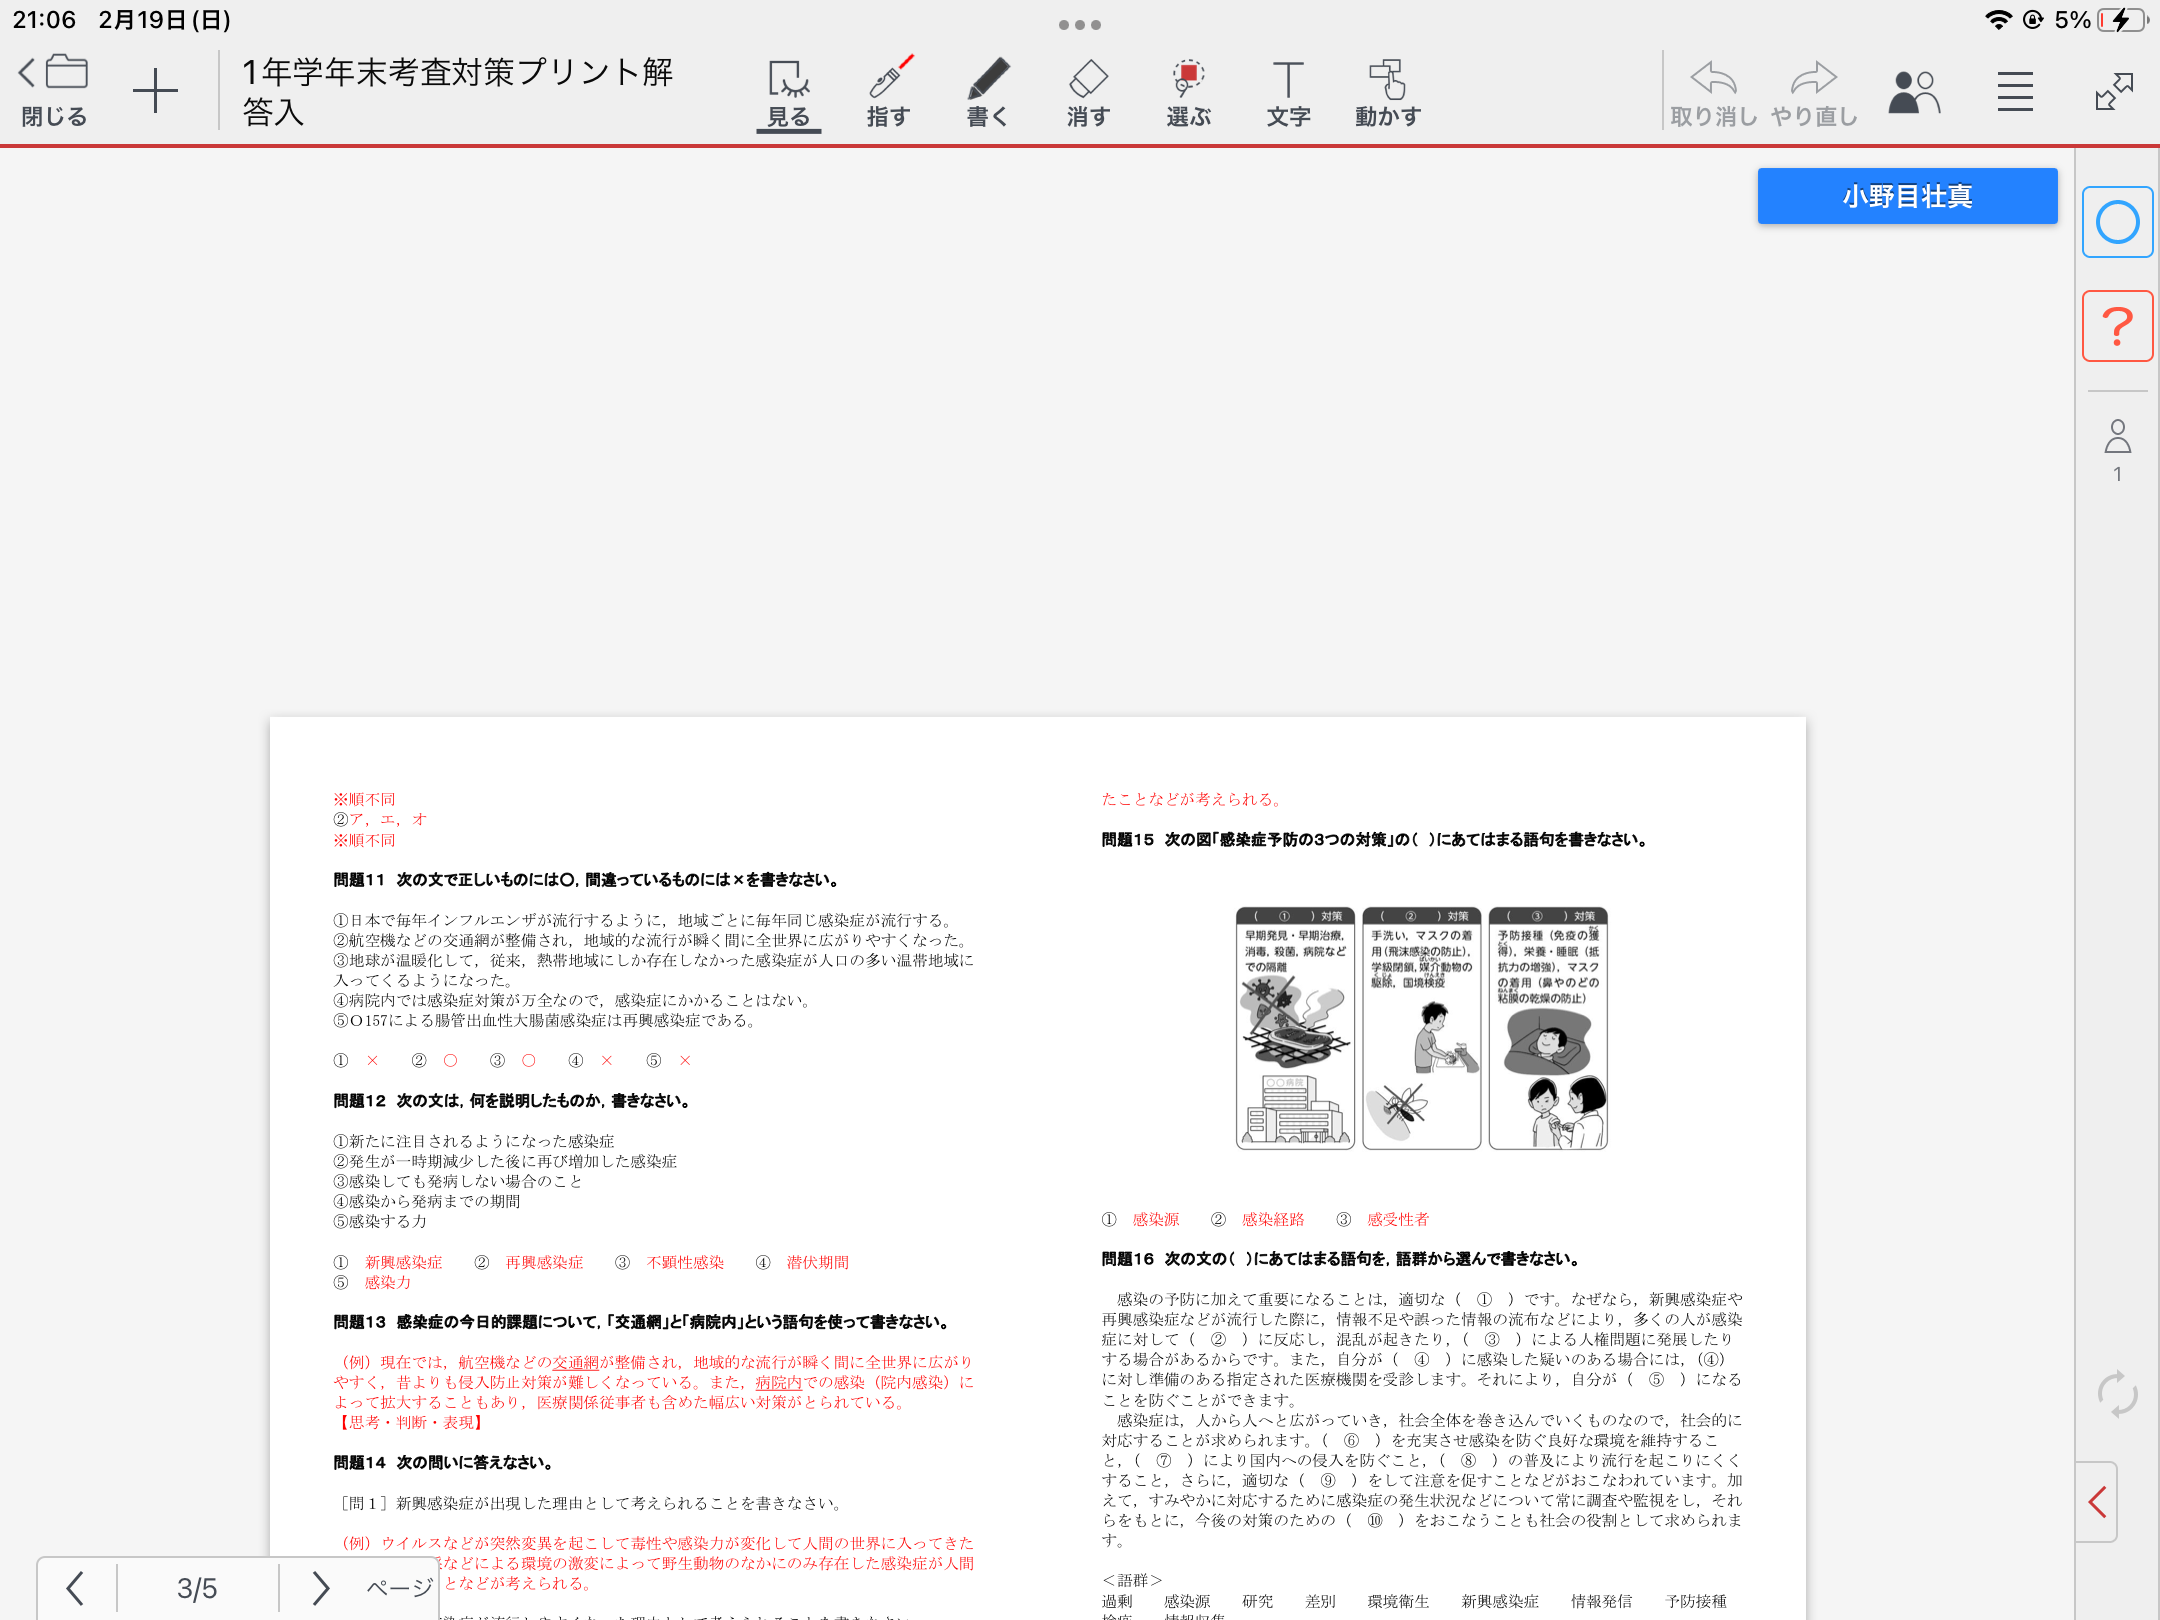 21:06 2月19日(日)
5%
閉じる
1年学年末考査対策プリント解
答入
見る 指す 書く 消す 選ぶ 文字 動かす
取り消し やり直し
小野目壮真
?
1
※順不同
②ア，エ，オ
※順不同
問題11 次の文で正しいものには○，間違っているものには×を書きなさい。
①日本で毎年インフルエンザが流行するように，地域ごとに毎年同じ感染症が流行する。
②航空機などの交通網が整備され，地域的な流行が瞬く間に全世界に広がりやすくなった。
③地球が温暖化して，従来，熱帯地域にしか存在しなかった感染症が人口の多い温帯地域に
入ってくるようになった。
④病院内では感染症対策が万全なので，感染症にかかることはない。
⑤Ｏ157による腸管出血性大腸菌感染症は再興感染症である。
① × ② ○ ③ ○ ④ × ⑤ ×
問題12 次の文は，何を説明したものか，書きなさい。
①新たに注目されるようになった感染症
②発生が一時期減少した後に再び増加した感染症
③感染しても発病しない場合のこと
④感染から発病までの期間
⑤感染する力
① 新興感染症 ② 再興感染症 ③ 不顕性感染 ④ 潜伏期間
⑤ 感染力
問題13 感染症の今日的課題について，「交通網」と「病院内」という語句を使って書きなさい。
（例）現在では，航空機などの交通網が整備され，地域的な流行が瞬く間に全世界に広がり
やすく，昔よりも侵入防止対策が難しくなっている。また，病院内での感染（院内感染）に
よって拡大することもあり，医療関係従事者も含めた幅広い対策がとられている。
【思考・判断・表現】
問題14 次の問いに答えなさい。
［問１］新興感染症が出現した理由として考えられることを書きなさい。
（例）ウイルスなどが突然変異を起こして毒性や感染力が変化して人間の世界に入ってきた
などによる環境の激変によって野生動物のなかにのみ存在した感染症が人間
となどが考えられる。
3/5 ページ
たことなどが考えられる。
問題15 次の図「感染症予防の3つの対策」の（ ）にあてはまる語句を書きなさい。
（ ① ）対策
早期発見・早期治療，
消毒，殺菌，病院など
での隔離
○○病院
（ ② ）対策
手洗い，マスクの着
用（飛沫感染の防止），
学級閉鎖，媒介動物の
駆除，国境検疫
（ ③ ）対策
予防接種（免疫の獲
得），栄養・睡眠（抵
抗力の増強），マスク
の着用（鼻やのどの
粘膜の乾燥の防止）
① 感染源 ② 感染経路 ③ 感受性者
問題16 次の文の（ ）にあてはまる語句を，語群から選んで書きなさい。
感染の予防に加えて重要になることは，適切な（ ① ）です。なぜなら，新興感染症や
再興感染症などが流行した際に，情報不足や誤った情報の流布などにより，多くの人が感染
症に対して（ ② ）に反応し，混乱が起きたり，（ ③ ）による人権問題に発展したり
する場合があるからです。また，自分が（ ④ ）に感染した疑いのある場合には，（④）
に対し準備のある指定された医療機関を受診します。それにより，自分が（ ⑤ ）になる
ことを防ぐことができます。
感染症は，人から人へと広がっていき，社会全体を巻き込んでいくものなので，社会的に
対応することが求められます。（ ⑥ ）を充実させ感染を防ぐ良好な環境を維持するこ
と，（ ⑦ ）により国内への侵入を防ぐこと，（ ⑧ ）の普及により流行を起こりにくく
すること，さらに，適切な（ ⑨ ）をして注意を促すことなどがおこなわれています。加
えて，すみやかに対応するために感染症の発生状況などについて常に調査や監視をし，それ
らをもとに，今後の対策のための（ ⑩ ）をおこなうことも社会の役割として求められま
す。
＜語群＞
過剰 感染源 研究 差別 環境衛生 新興感染症 情報発信 予防接種